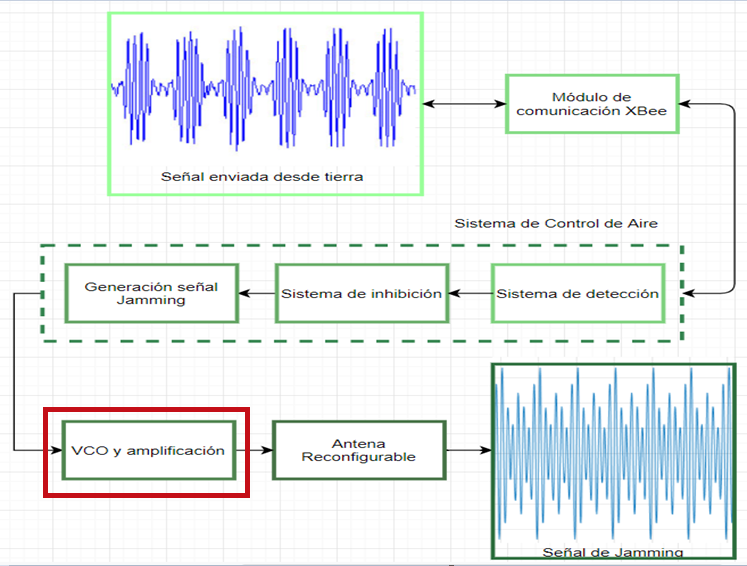 Señal enviada desde tierra
Módulo de
comunicación XBee
Sistema de Control de Aire
Generación señal
Jamming
Sistema de inhibición
Sistema de detección
VCO y amplificación
Antena
Reconfigurable
Señal de Jamming